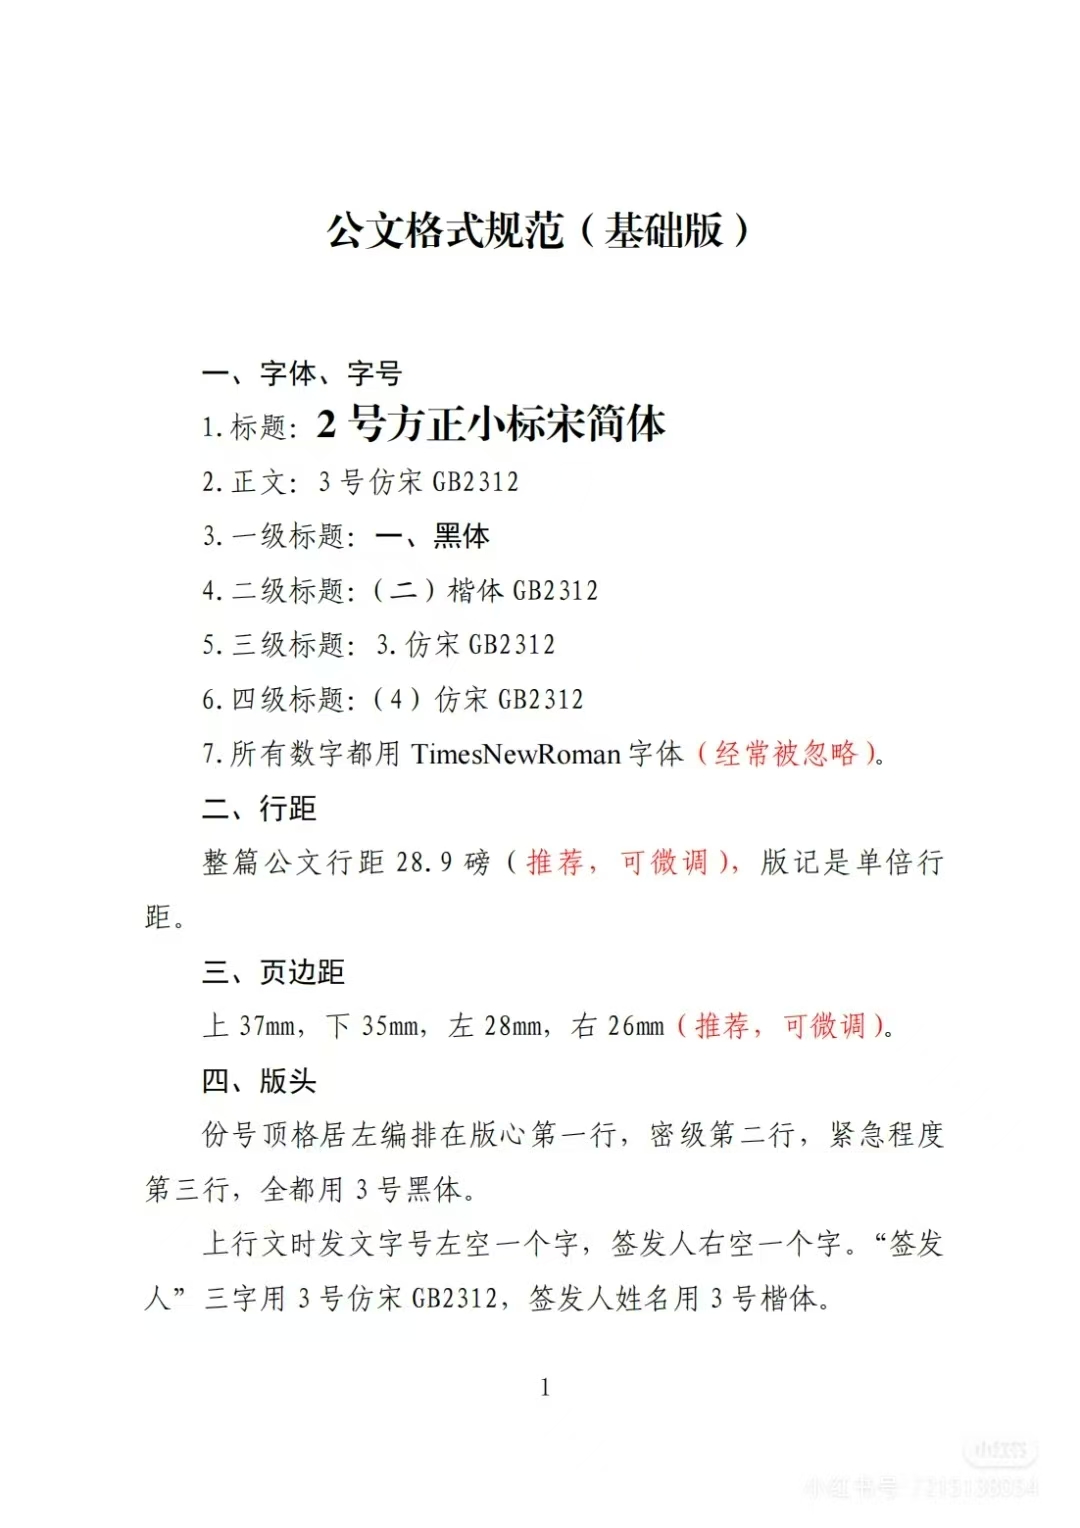 公文格式规范（基础版）
一、字体、字号
1.标题：2 号方正小标宋简体
2.正文：3 号仿宋 GB2312
3.一级标题：一、黑体
4.二级标题：（二）楷体 GB2312
5.三级标题：3.仿宋 GB2312
6.四级标题：（4）仿宋 GB2312
7.所有数字都用 TimesNewRoman 字体（经常被忽略）。
二、行距
整篇公文行距 28.9 磅（推荐，可微调），版记是单倍行
距。
三、页边距
上 37mm，下 35mm，左 28mm，右 26mm（推荐，可微调）。
四、版头
份号顶格居左编排在版心第一行，密级第二行，紧急程度
第三行，全都用 3 号黑体。
上行文时发文字号左空一个字，签发人右空一个字。“签发
人”三字用 3 号仿宋 GB2312，签发人姓名用 3 号楷体。
1
小红书
小红书号